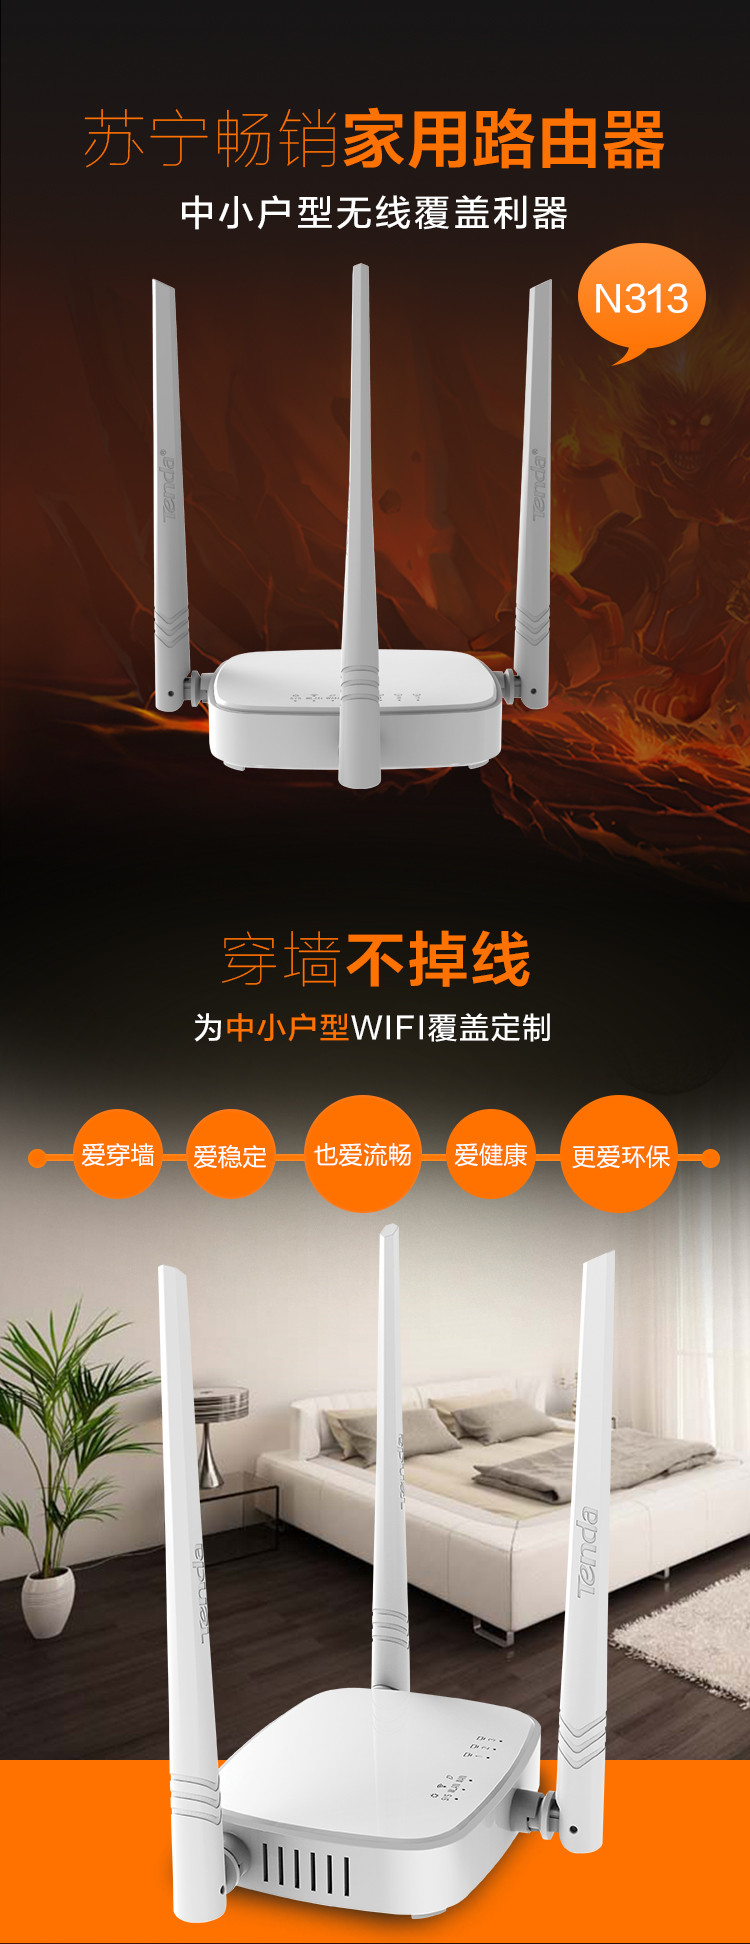 苏宁畅销家用路由器
中小户型无线覆盖利器
N313
Tenda®
Tenda®
穿墙不掉线
为中小户型WIFI覆盖定制
爱穿墙 爱稳定 也爱流畅 爱健康 更爱环保
Tenda
Tenda
Tenda